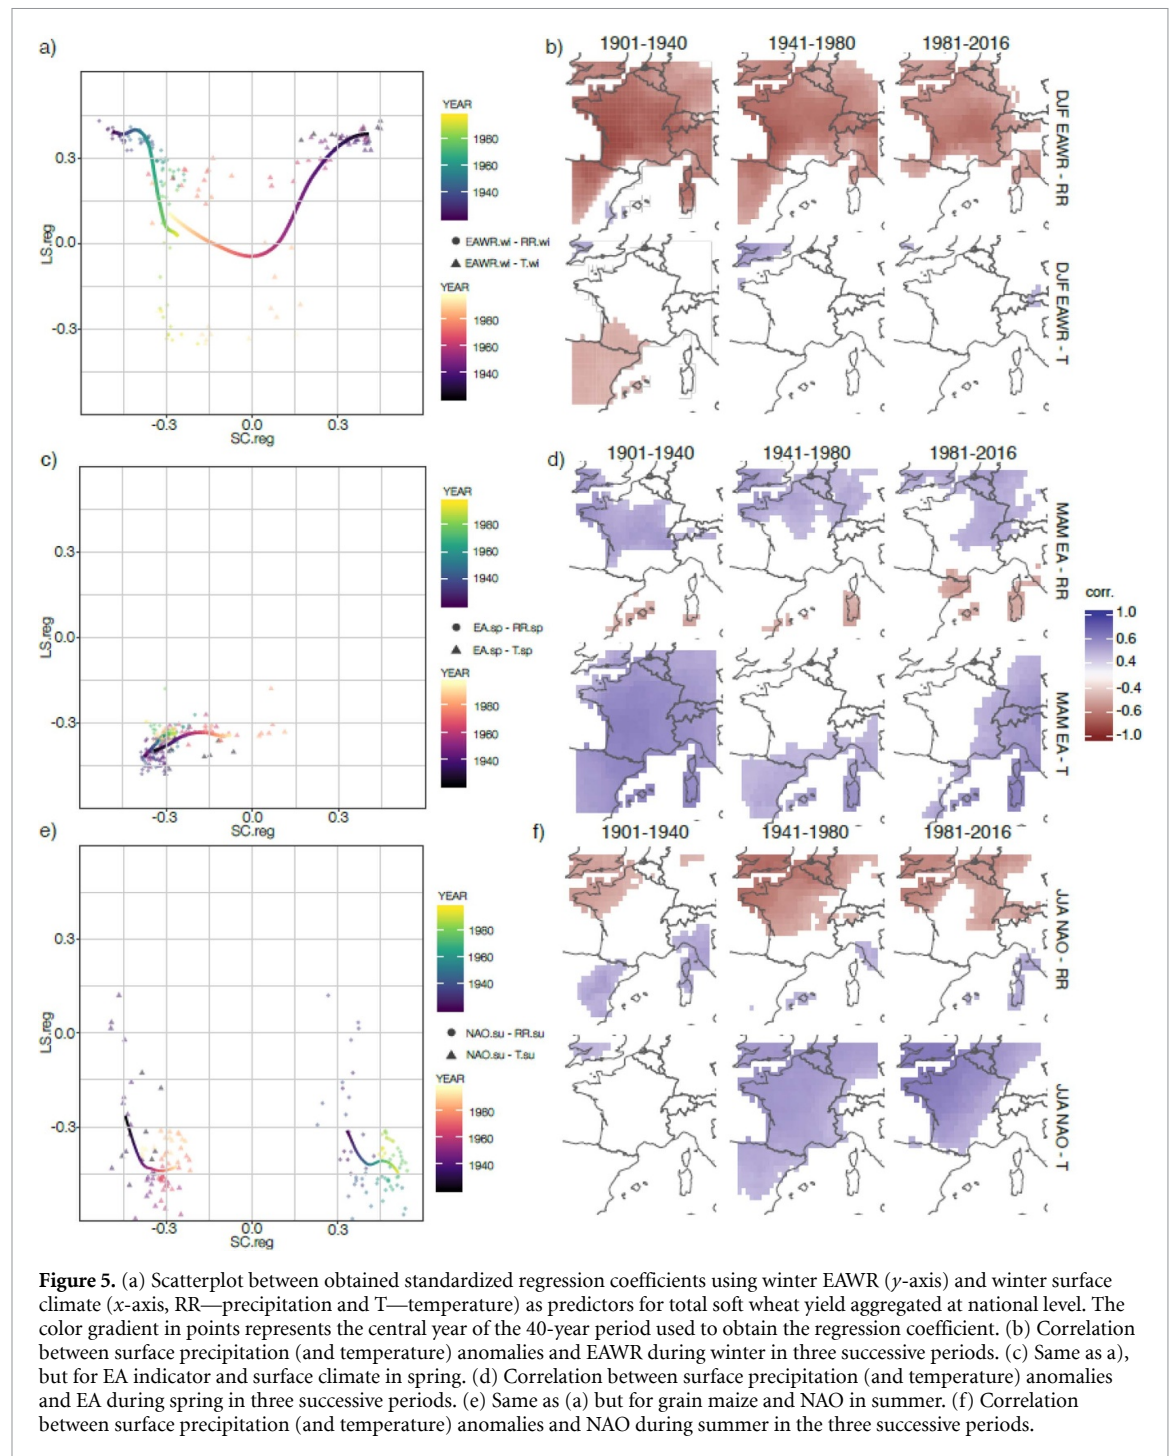 a)
0.3
0.0
-0.3
LS.reg
-0.3 0.0 0.3
SC.reg
YEAR
1980
1960
1940
EAWR.wi - RR.wi
EAWR.wi - T.wi
YEAR
1980
1960
1940
b)
1901-1940 1941-1980 1981-2016
DJF EAWR - RR
DJF EAWR - T
c)
0.3
0.0
-0.3
LS.reg
-0.3 0.0 0.3
SC.reg
YEAR
1980
1960
1940
EA.sp - RR.sp
EA.sp - T.sp
YEAR
1980
1960
1940
d)
1901-1940 1941-1980 1981-2016
MAM EA - RR
MAM EA - T
corr.
1.0
0.6
0.4
-0.4
-0.6
-1.0
e)
0.3
0.0
-0.3
LS.reg
-0.3 0.0 0.3
SC.reg
YEAR
1980
1960
1940
NAO.su - RR.su
NAO.su - T.su
YEAR
1980
1960
1940
f)
1901-1940 1941-1980 1981-2016
JJA NAO - RR
JJA NAO - T
Figure 5. (a) Scatterplot between obtained standardized regression coefficients using winter EAWR (y-axis) and winter surface
climate (x-axis, RR—precipitation and T—temperature) as predictors for total soft wheat yield aggregated at national level. The
color gradient in points represents the central year of the 40-year period used to obtain the regression coefficient. (b) Correlation
between surface precipitation (and temperature) anomalies and EAWR during winter in three successive periods. (c) Same as a),
but for EA indicator and surface climate in spring. (d) Correlation between surface precipitation (and temperature) anomalies
and EA during spring in three successive periods. (e) Same as (a) but for grain maize and NAO in summer. (f) Correlation
between surface precipitation (and temperature) anomalies and NAO during summer in the three successive periods.